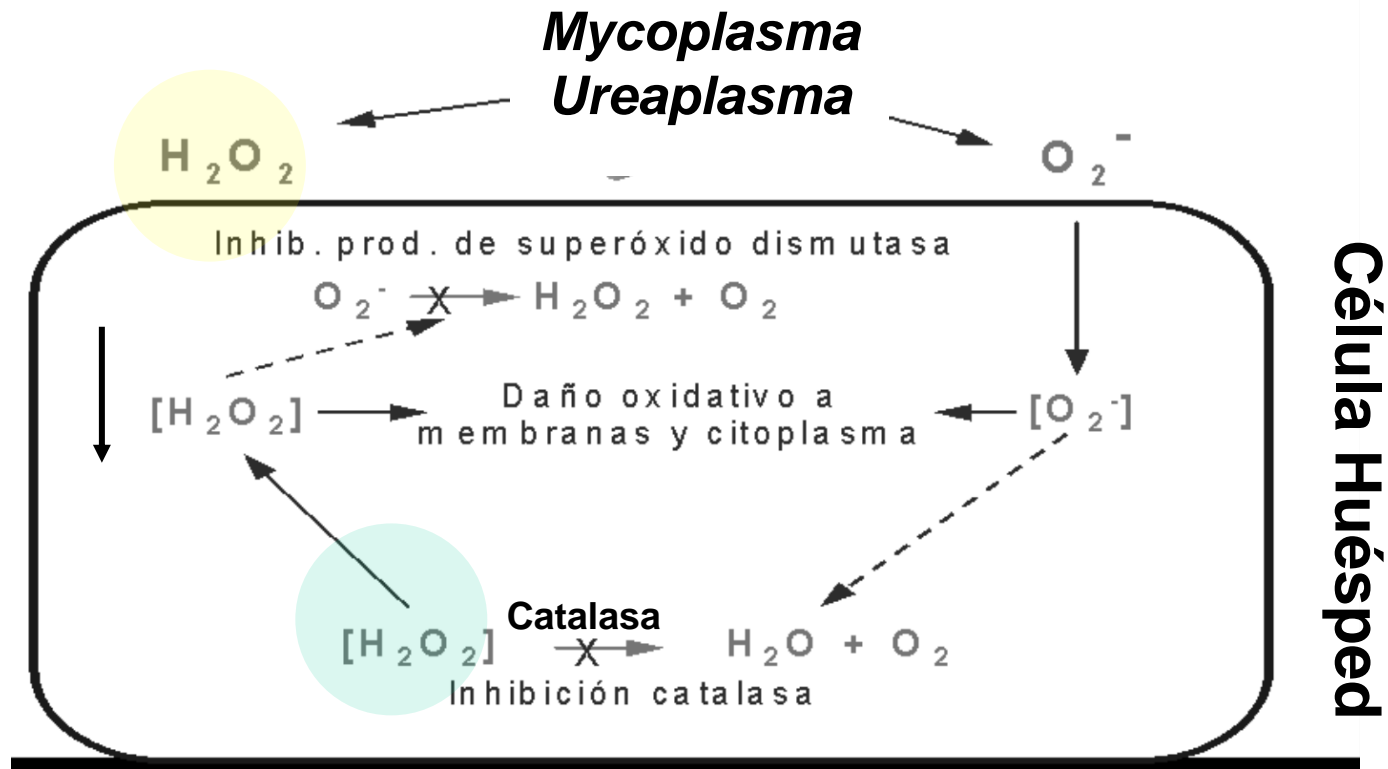 Mycoplasma
Ureaplasma
H2O2
O2-
Inhib. prod. de superóxido dismutasa
O2- X H2O2 + O2
[H2O2]
Daño oxidativo a
membranas y citoplasma
[O2-]
Catalasa
[H2O2] X H2O + O2
Inhibición catalasa
Célula Huésped